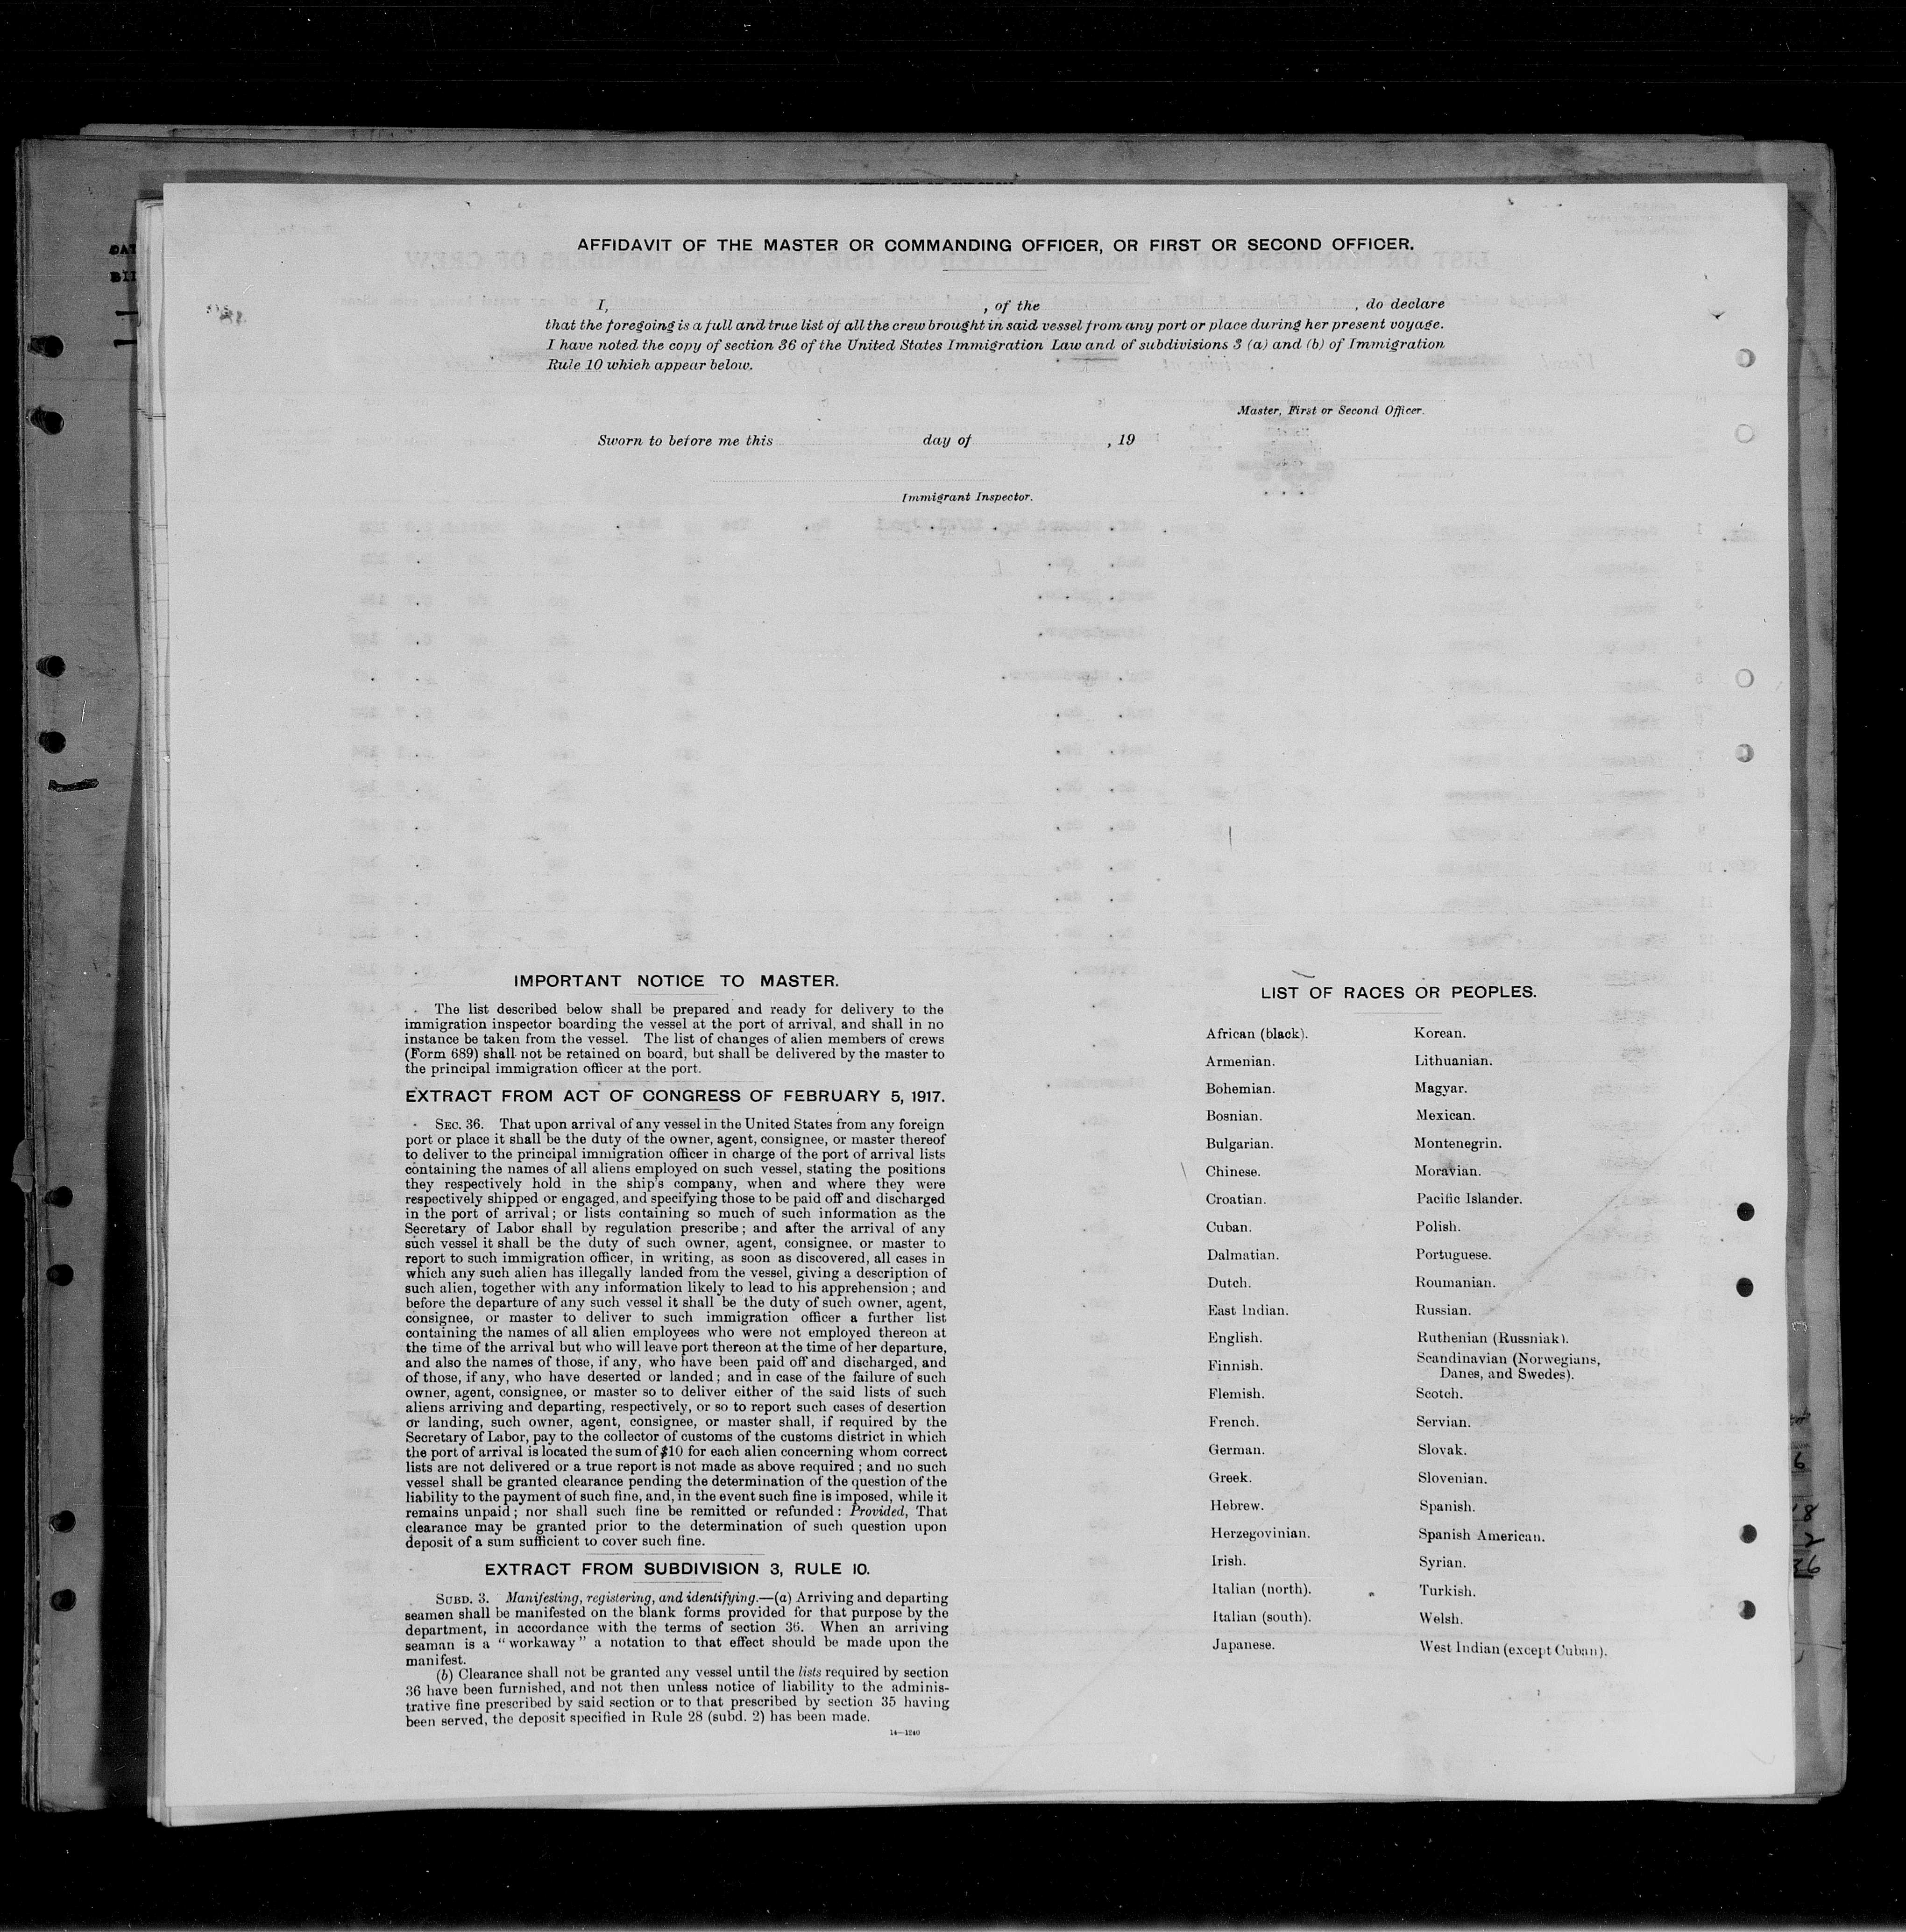 AFFIDAVIT OF THE MASTER OR COMMANDING OFFICER, OR FIRST OR SECOND OFFICER.
I, , of the , do declare
that the foregoing is a full and true list of all the crew brought in said vessel from any port or place during her present voyage.
I have noted the copy of section 36 of the United States Immigration Law and of subdivisions 3 (a) and (b) of Immigration
Rule 10 which appear below.
Master, First or Second Officer.
Sworn to before me this day of , 19
Immigrant Inspector.
IMPORTANT NOTICE TO MASTER.
The list described below shall be prepared and ready for delivery to the
immigration inspector boarding the vessel at the port of arrival, and shall in no
instance be taken from the vessel. The list of changes of alien members of crews
(Form 689) shall not be retained on board, but shall be delivered by the master to
the principal immigration officer at the port.
EXTRACT FROM ACT OF CONGRESS OF FEBRUARY 5, 1917.
SEC. 36. That upon arrival of any vessel in the United States from any foreign
port or place it shall be the duty of the owner, agent, consignee, or master thereof
to deliver to the principal immigration officer in charge of the port of arrival lists
containing the names of all aliens employed on such vessel, stating the positions
they respectively hold in the ship's company, when and where they were
respectively shipped or engaged, and specifying those to be paid off and discharged
in the port of arrival; or lists containing so much of such information as the
Secretary of Labor shall by regulation prescribe; and after the arrival of any
such vessel it shall be the duty of such owner, agent, consignee, or master to
report to such immigration officer, in writing, as soon as discovered, all cases in
which any such alien has illegally landed from the vessel, giving a description of
such alien, together with any information likely to lead to his apprehension; and
before the departure of any such vessel it shall be the duty of such owner, agent,
consignee, or master to deliver to such immigration officer a further list
containing the names of all alien employees who were not employed thereon at
the time of the arrival but who will leave port thereon at the time of her departure,
and also the names of those, if any, who have been paid off and discharged, and
of those, if any, who have deserted or landed; and in case of the failure of such
owner, agent, consignee, or master so to deliver either of the said lists of such
aliens arriving and departing, respectively, or so to report such cases of desertion
or landing, such owner, agent, consignee, or master shall, if required by the
Secretary of Labor, pay to the collector of customs of the customs district in which
the port of arrival is located the sum of $10 for each alien concerning whom correct
lists are not delivered or a true report is not made as above required; and no such
vessel shall be granted clearance pending the determination of the question of the
liability to the payment of such fine, and, in the event such fine is imposed, while it
remains unpaid; nor shall such fine be remitted or refunded: Provided, That
clearance may be granted prior to the determination of such question upon
deposit of a sum sufficient to cover such fine.
EXTRACT FROM SUBDIVISION 3, RULE 10.
SUBD. 3. Manifesting, registering, and identifying.—(a) Arriving and departing
seamen shall be manifested on the blank forms provided for that purpose by the
department, in accordance with the terms of section 36. When an arriving
seaman is a "workaway" a notation to that effect should be made upon the
manifest.
(b) Clearance shall not be granted any vessel until the lists required by section
36 have been furnished, and not then unless notice of liability to the adminis-
trative fine prescribed by said section or to that prescribed by section 35 having
been served, the deposit specified in Rule 28 (subd. 2) has been made.
14—1240
LIST OF RACES OR PEOPLES.
African (black).
Armenian.
Bohemian.
Bosnian.
Bulgarian.
Chinese.
Croatian.
Cuban.
Dalmatian.
Dutch.
East Indian.
English.
Finnish.
Flemish.
French.
German.
Greek.
Hebrew.
Herzegovinian.
Irish.
Italian (north).
Italian (south).
Japanese.
Korean.
Lithuanian.
Magyar.
Mexican.
Montenegrin.
Moravian.
Pacific Islander.
Polish.
Portuguese.
Roumanian.
Russian.
Ruthenian (Russniak).
Scandinavian (Norwegians,
Danes, and Swedes).
Scotch.
Servian.
Slovak.
Slovenian.
Spanish.
Spanish American.
Syrian.
Turkish.
Welsh.
West Indian (except Cuban).